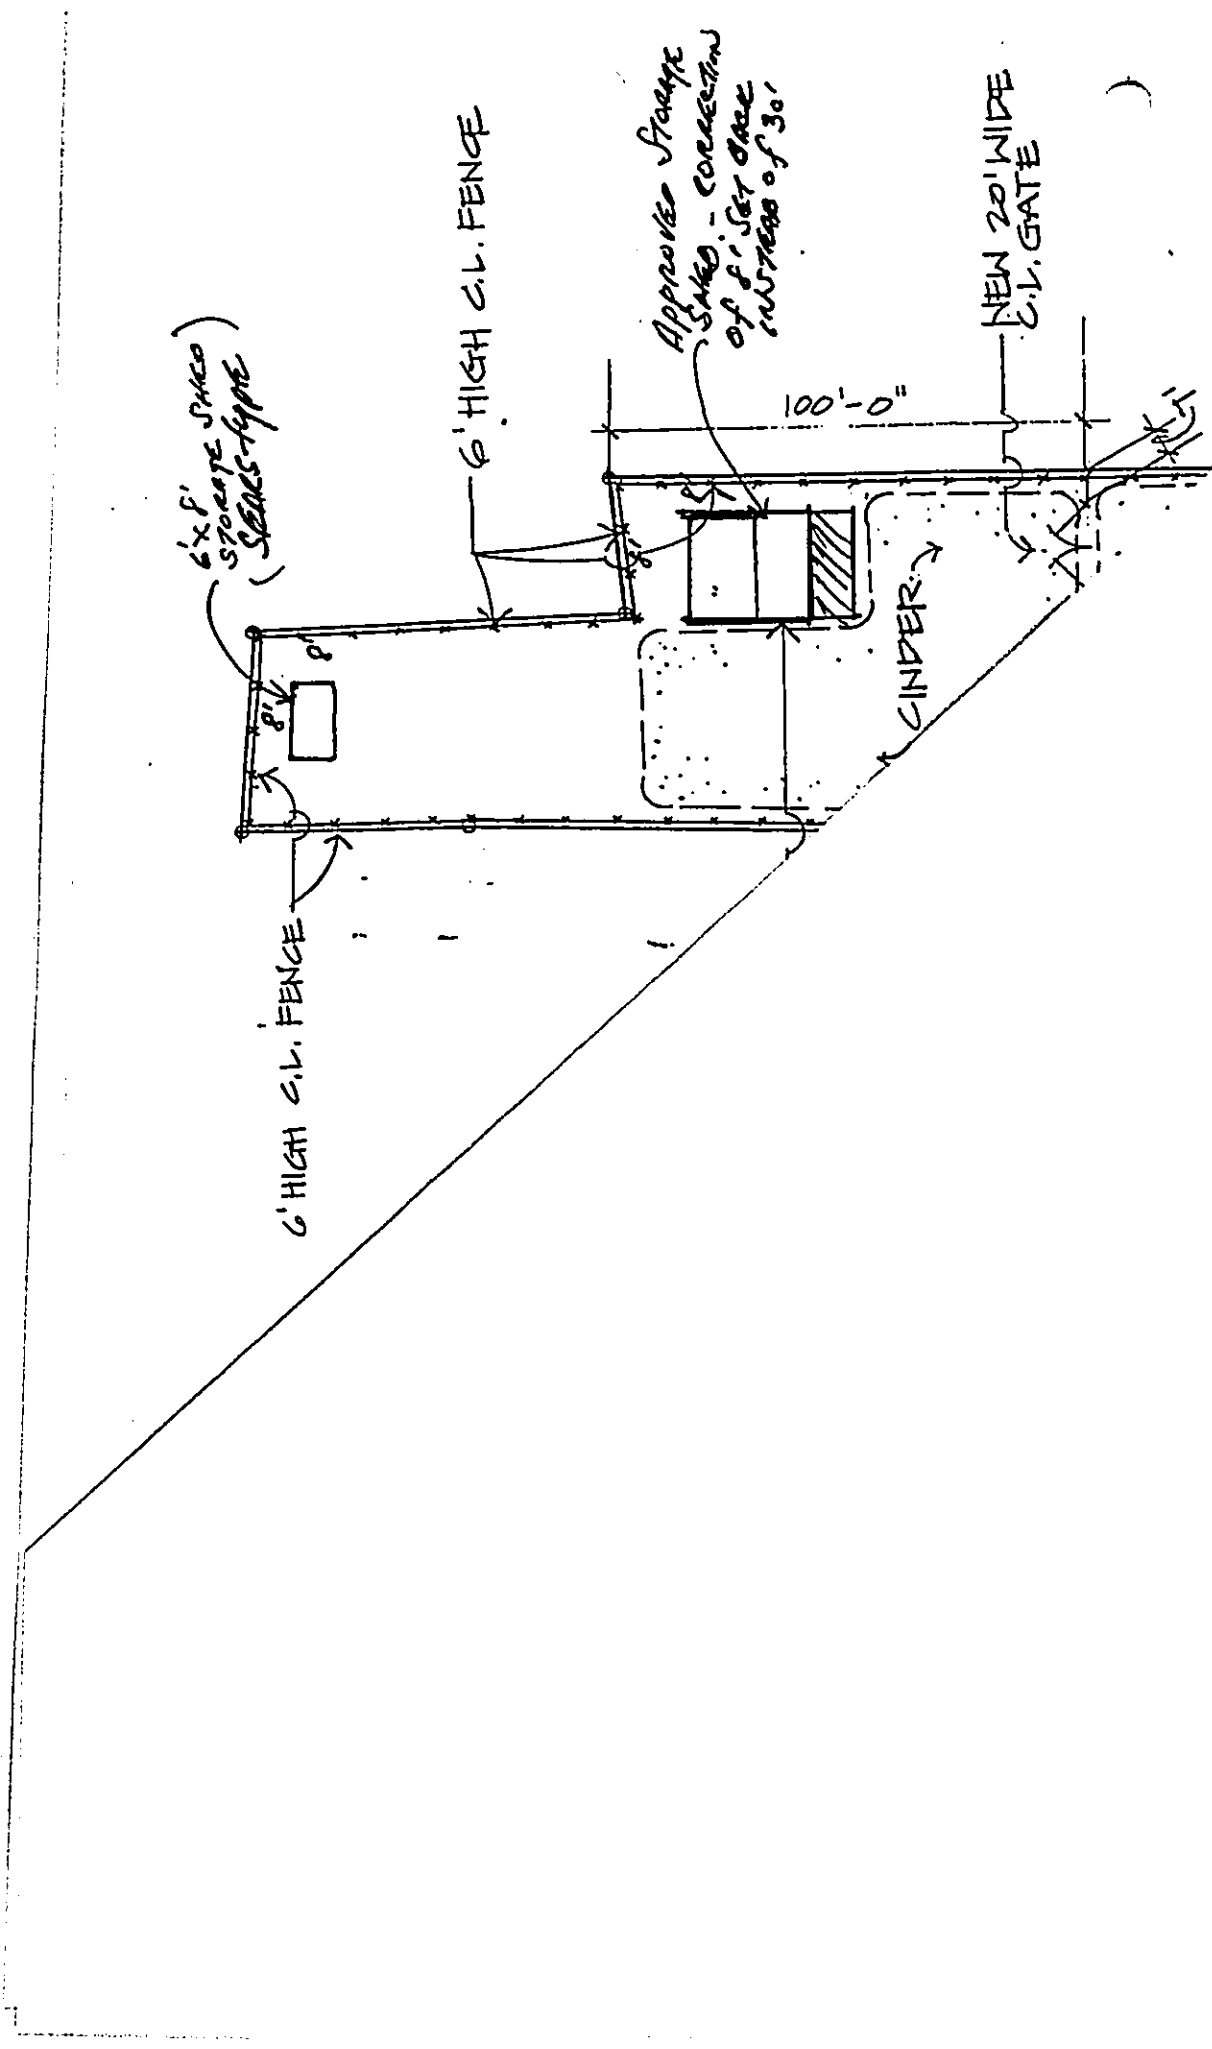 6'x8'
STORAGE SHED
(SEARS-type)
6' HIGH C.L. FENCE
APPROVED STORAGE
SHED - CORRECTION
of 8' SET BACK
INSTEAD of 30'
NEW 20' WIDE
C.L. GATE
100'-0"
8'
8'
8'
8'
CINDER
6' HIGH C.L. FENCE